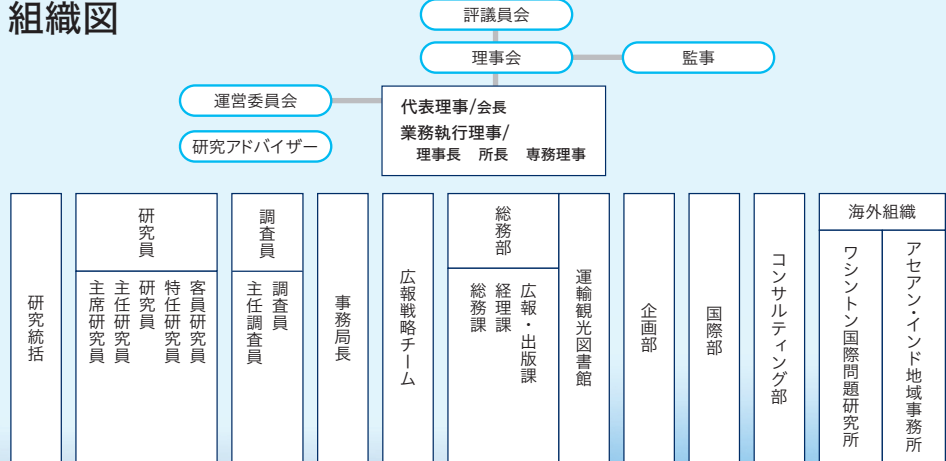 組織図
評議員会
理事会
監事
運営委員会
研究アドバイザー
代表理事/会長
業務執行理事/
理事長 所長 専務理事
研究統括
研究員
主席研究員
主任研究員
研究員
特任研究員
客員研究員
調査員
主任調査員
調査員
事務局長
広報戦略チーム
総務部
総務課
経理課
広報・出版課
運輸観光図書館
企画部
国際部
コンサルティング部
海外組織
ワシントン国際問題研究所
アセアン・インド地域事務所